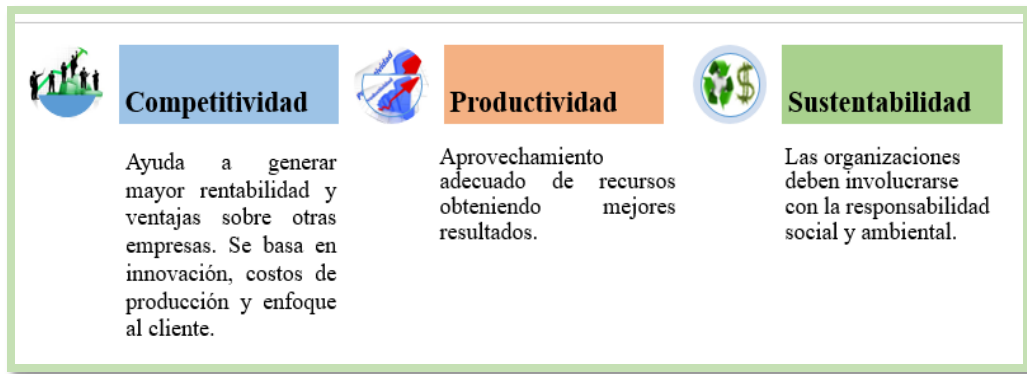 Competitividad
Ayuda a generar
mayor rentabilidad y
ventajas sobre otras
empresas. Se basa en
innovación, costos de
producción y enfoque
al cliente.
Productividad
Aprovechamiento
adecuado de recursos
obteniendo mejores
resultados.
Sustentabilidad
Las organizaciones
deben involucrarse
con la responsabilidad
social y ambiental.